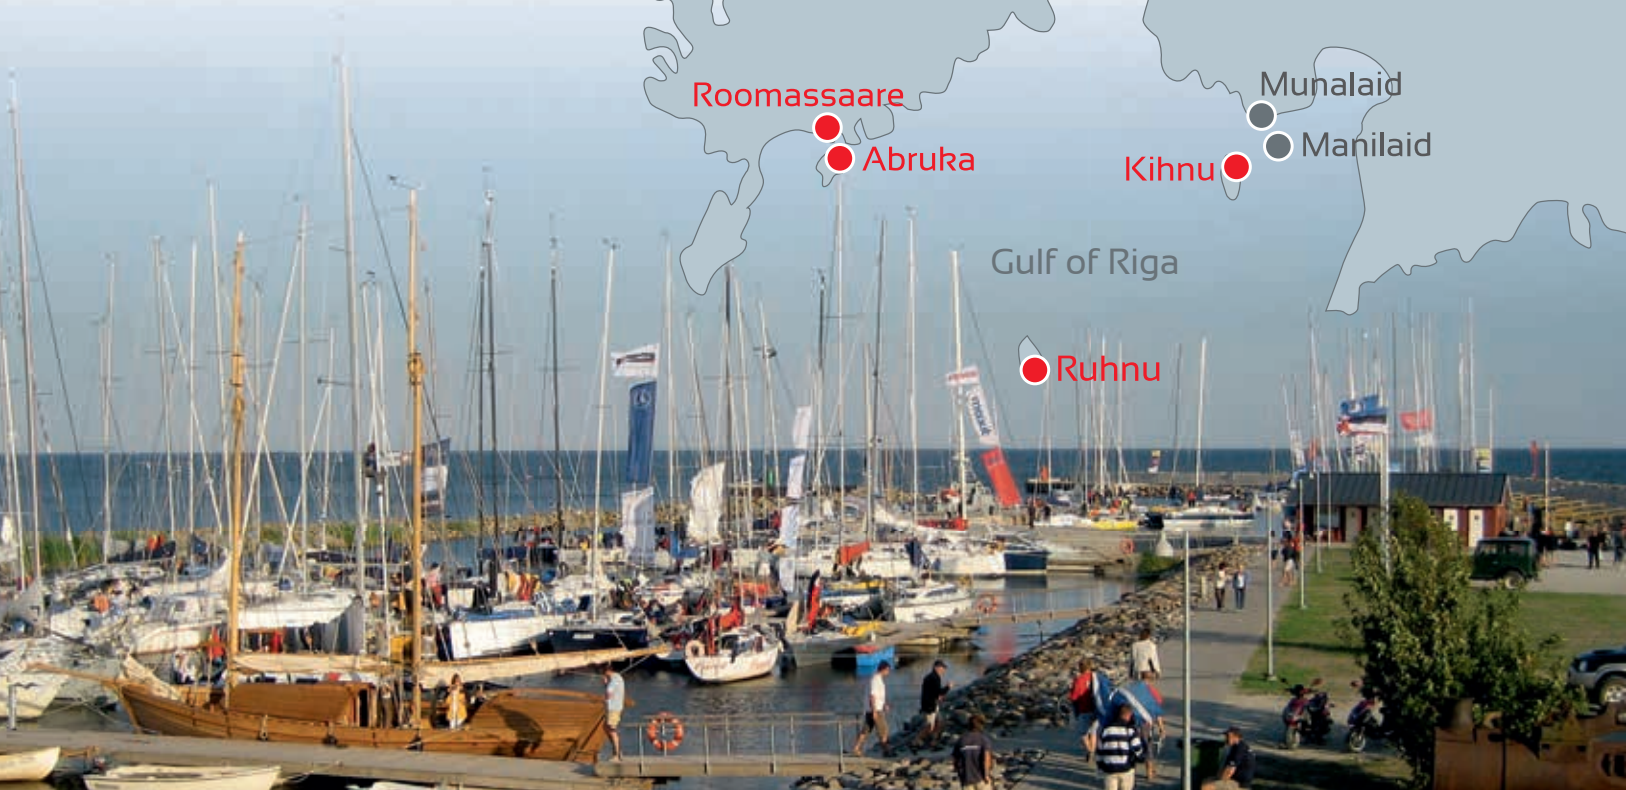 Munalaid
Roomassaare
Manilaid
Abruka
Kihnu
Gulf of Riga
Ruhnu